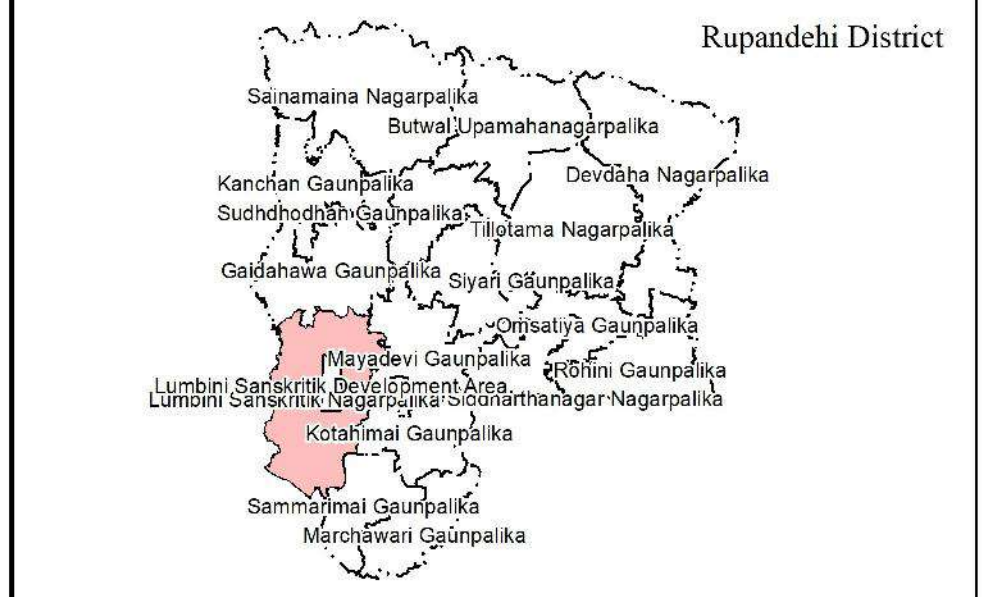 Rupandehi District
Sainamaina Nagarpalika
Butwal Upamahanagarpalika
Devdaha Nagarpalika
Kanchan Gaunpalika
Sudhdhodhan Gaunpalika
Tillotama Nagarpalika
Gaidahawa Gaunpalika
Siyari Gaunpalika
Omsatiya Gaunpalika
Mayadevi Gaunpalika
Rohini Gaunpalika
Lumbini Sanskritik Development Area
Lumbini Sanskritik Nagarpalika Siddharthanagar Nagarpalika
Kotahimai Gaunpalika
Sammarimai Gaunpalika
Marchawari Gaunpalika